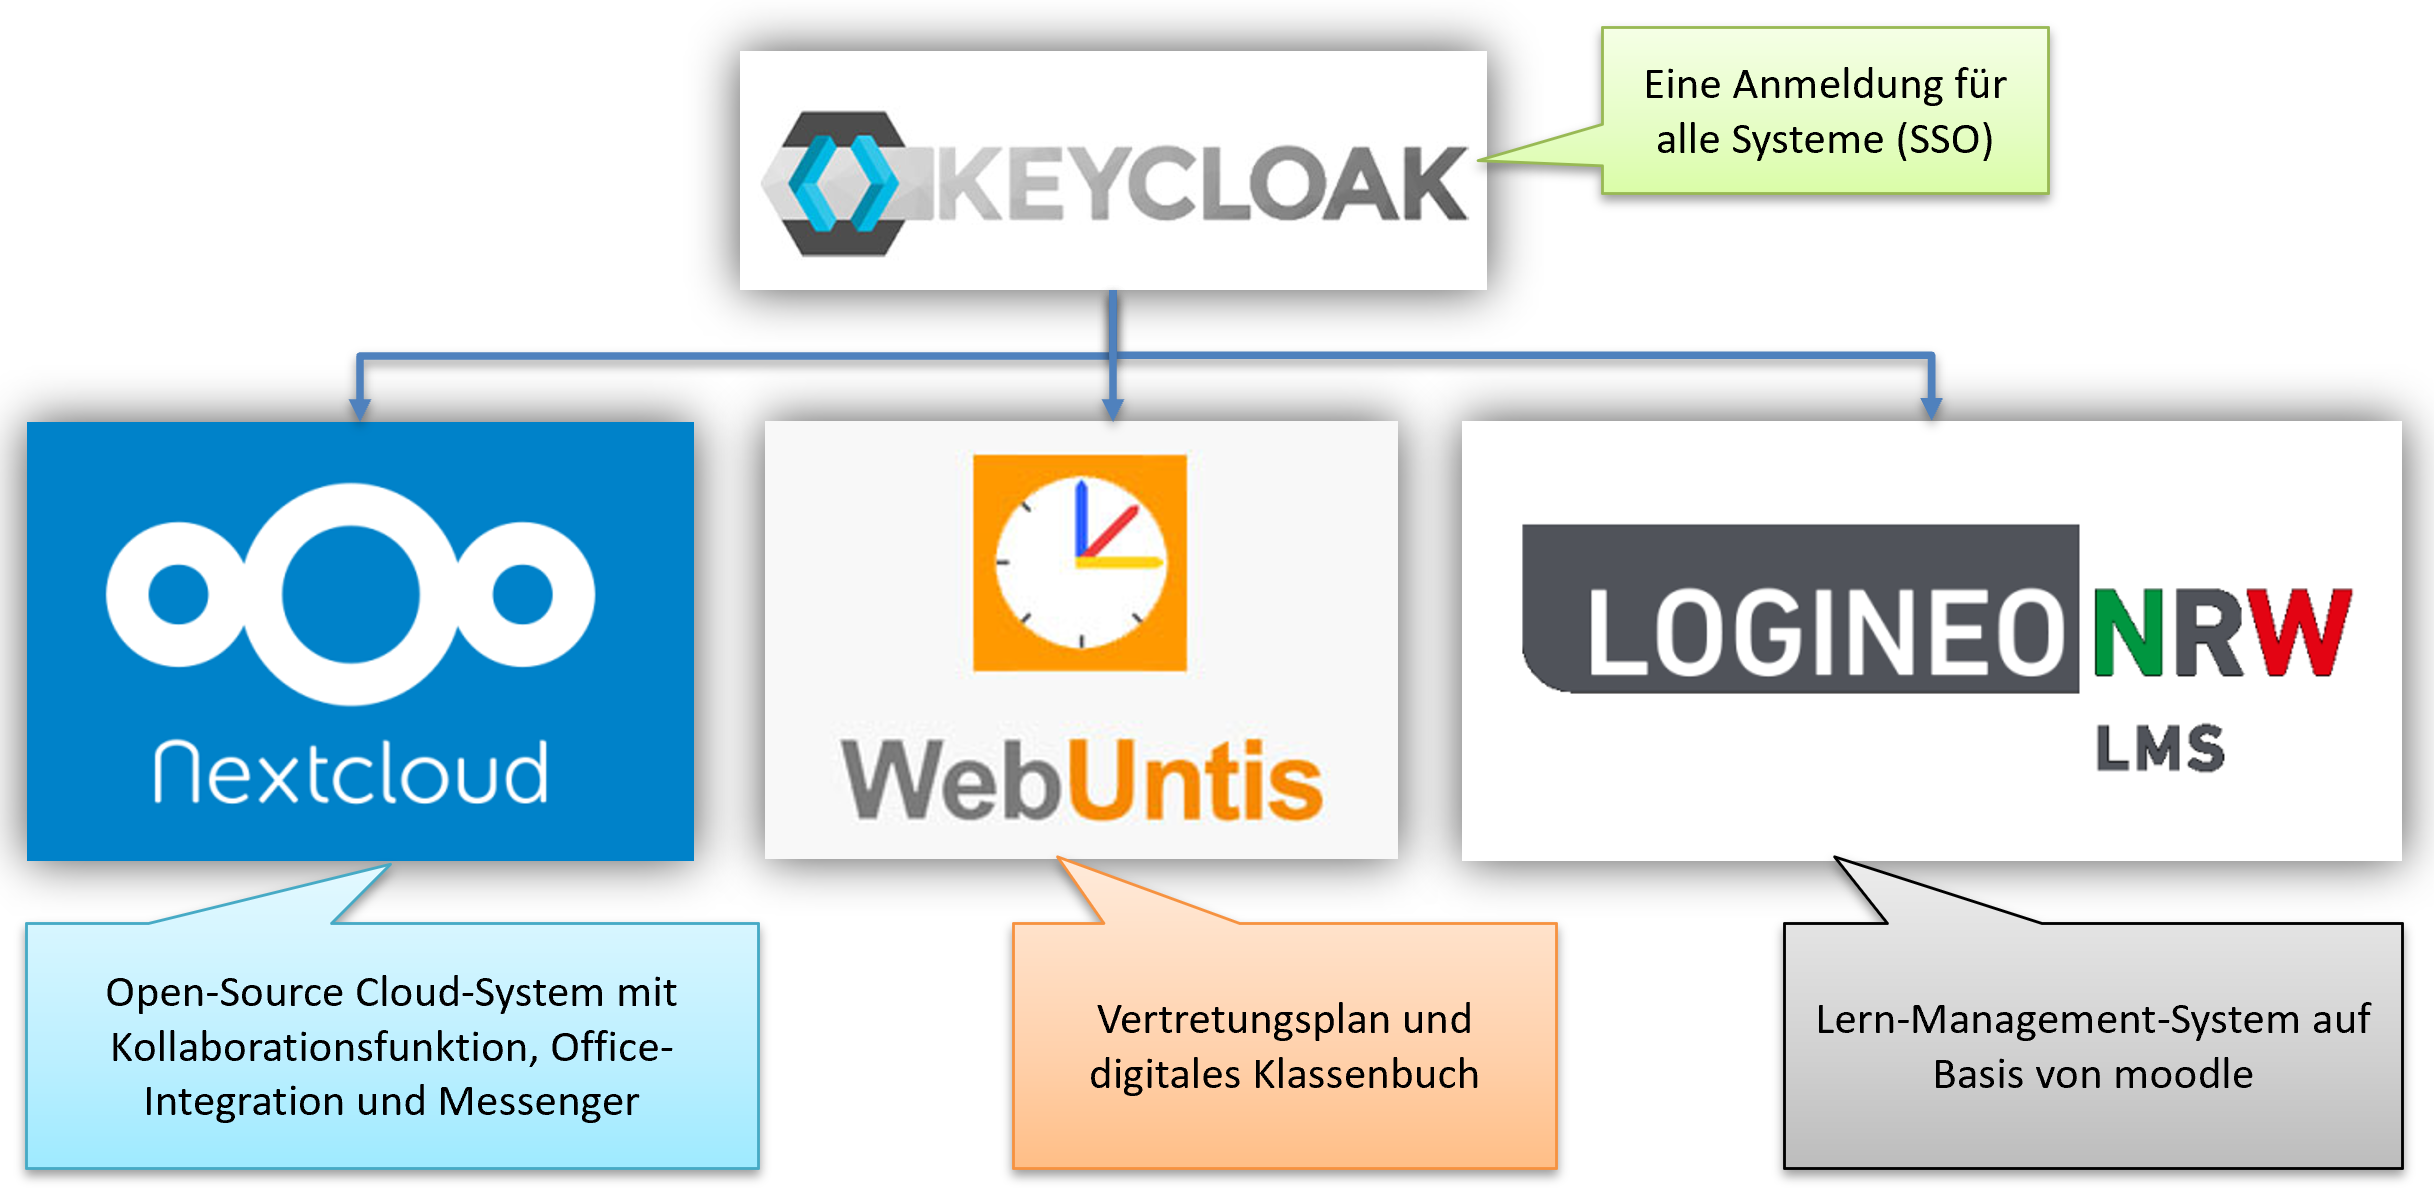 KEYCLOAK
Eine Anmeldung für
alle Systeme (SSO)
Nextcloud
WebUntis
LOGINEO NRW
LMS
Open-Source Cloud-System mit
Kollaborationsfunktion, Office-
Integration und Messenger
Vertretungsplan und
digitales Klassenbuch
Lern-Management-System auf
Basis von moodle